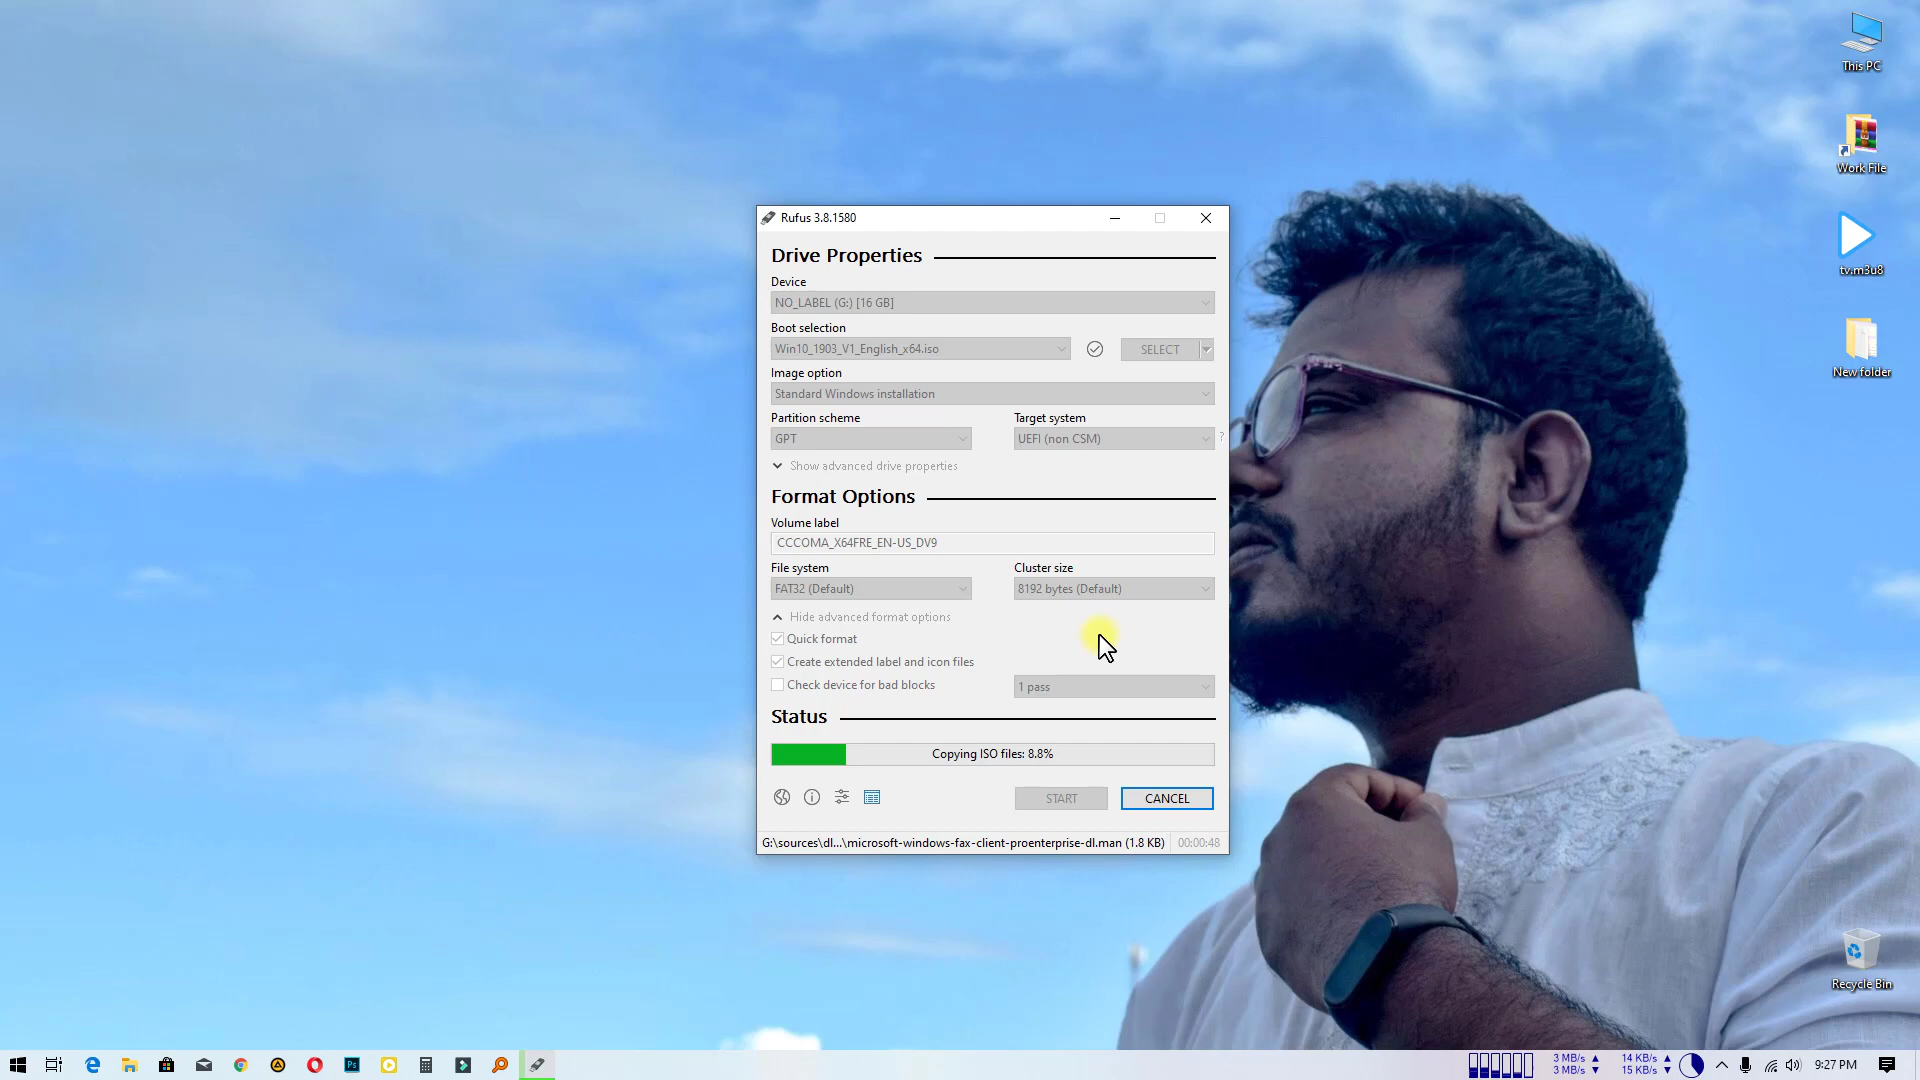 This PC
Work File
tv.m3u8
New folder
Rufus 3.8.1580
Drive Properties
Device
NO_LABEL (G:) [16 GB]
Boot selection
Win10_1903_V1_English_x64.iso
SELECT
Image option
Standard Windows installation
Partition scheme
Target system
GPT
UEFI (non CSM)
?
Show advanced drive properties
Format Options
Volume label
CCCOMA_X64FRE_EN-US_DV9
File system
Cluster size
FAT32 (Default)
8192 bytes (Default)
Hide advanced format options
Quick format
Create extended label and icon files
Check device for bad blocks
1 pass
Status
Copying ISO files: 8.8%
START
CANCEL
G:\sources\dl...\microsoft-windows-fax-client-proenterprise-dl.man (1.8 KB)
00:00:48
Recycle Bin
Ps
3 MB/s
3 MB/s
14 KB/s
15 KB/s
9:27 PM